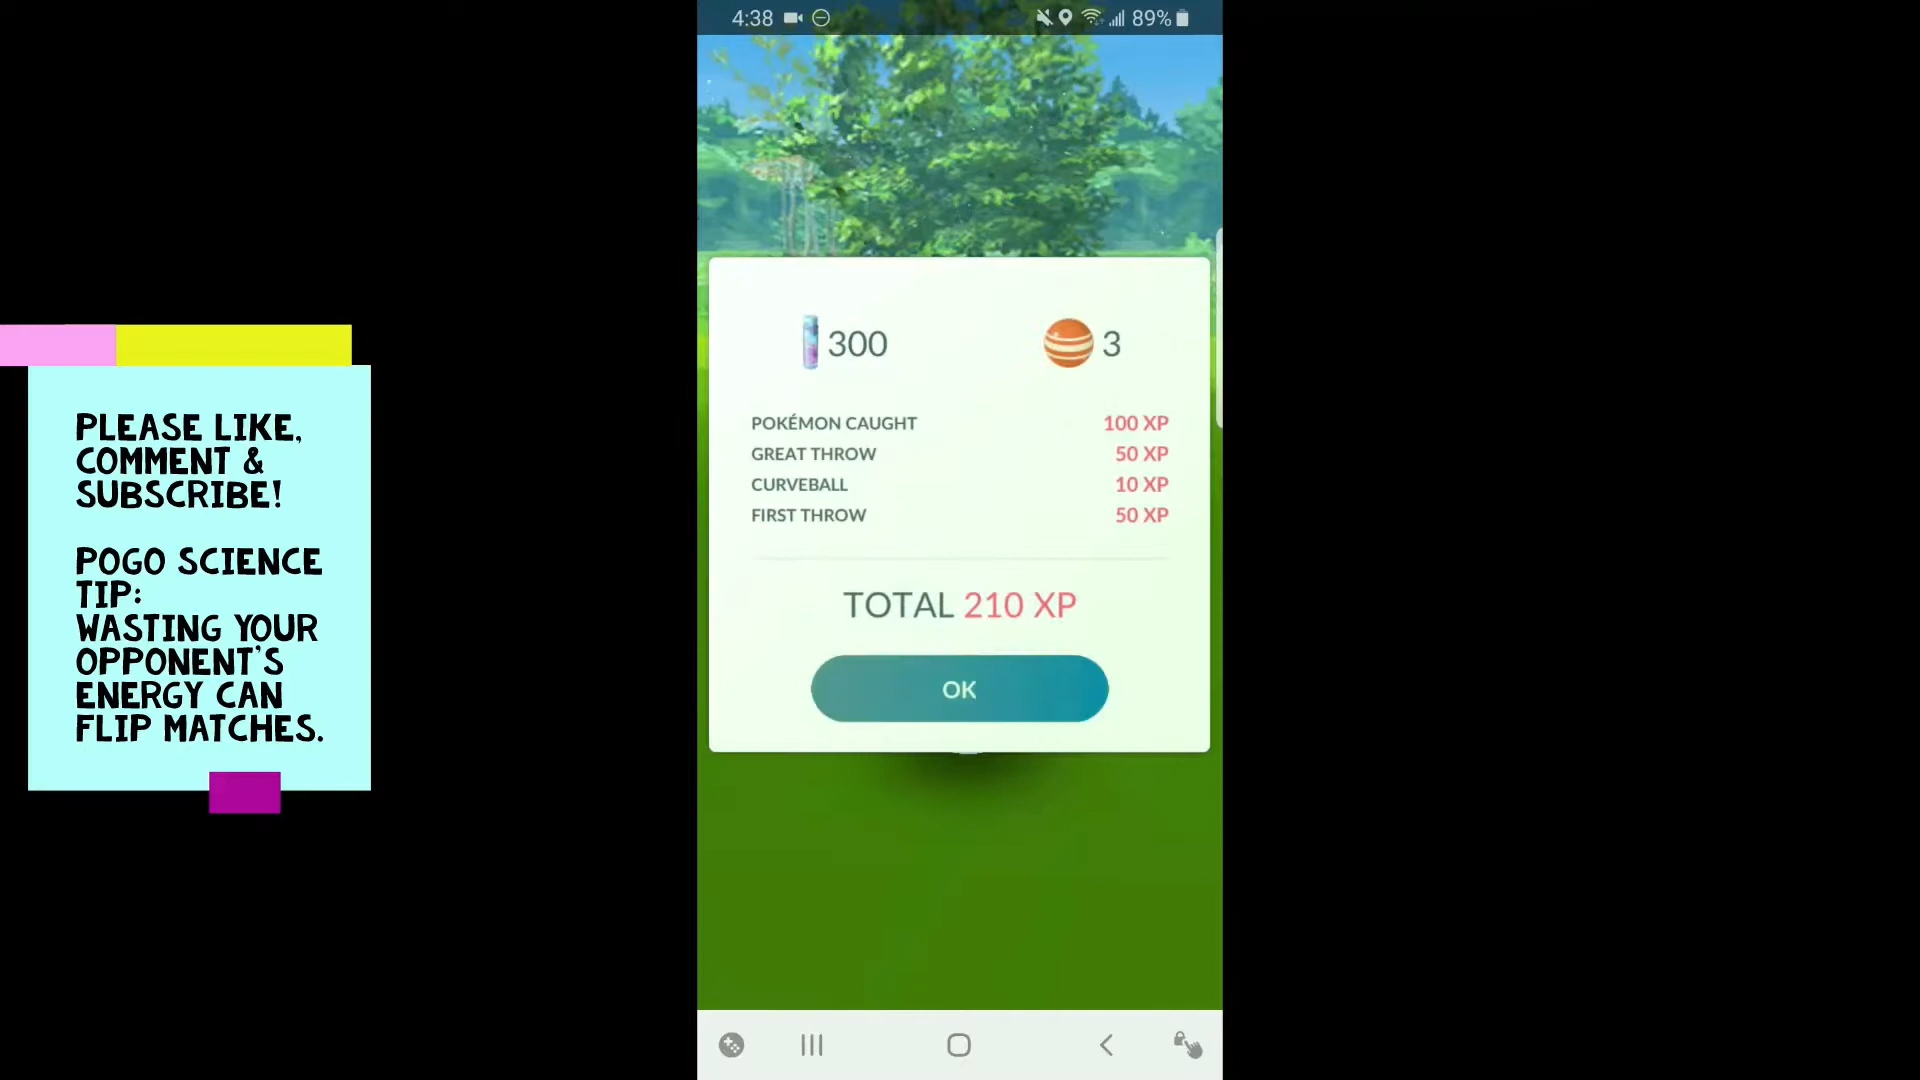 4:38 89%
PLEASE LIKE,
COMMENT &
SUBSCRIBE!
POGO SCIENCE
TIP:
WASTING YOUR
OPPONENT'S
ENERGY CAN
FLIP MATCHES.
300 3
POKÉMON CAUGHT 100 XP
GREAT THROW 50 XP
CURVEBALL 10 XP
FIRST THROW 50 XP
TOTAL 210 XP
OK